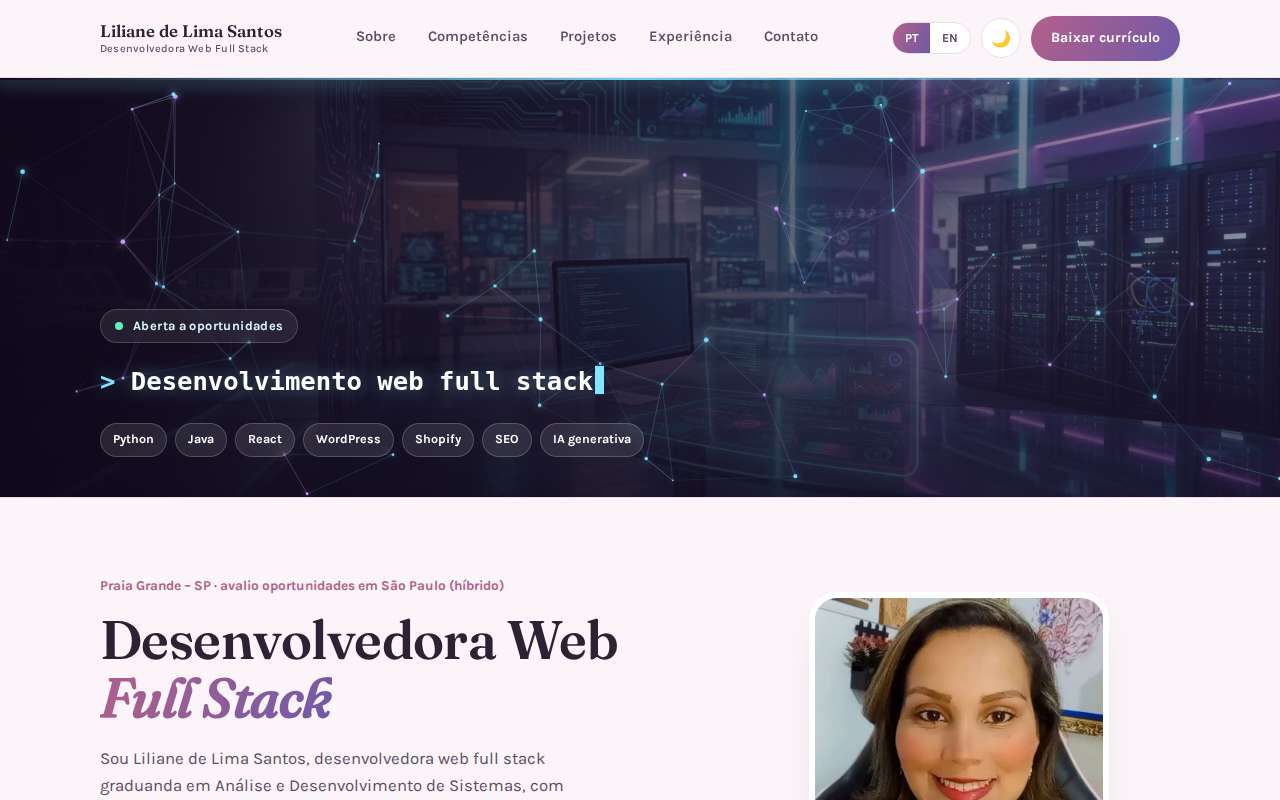 Liliane de Lima Santos
Desenvolvedora Web Full Stack
Sobre
Competências
Projetos
Experiência
Contato
PT
EN
Baixar currículo
Aberta a oportunidades
> Desenvolvimento web full stack
Python
Java
React
WordPress
Shopify
SEO
IA generativa
Praia Grande – SP · avalio oportunidades em São Paulo (híbrido)
Desenvolvedora Web
Full Stack
Sou Liliane de Lima Santos, desenvolvedora web full stack
graduanda em Análise e Desenvolvimento de Sistemas, com